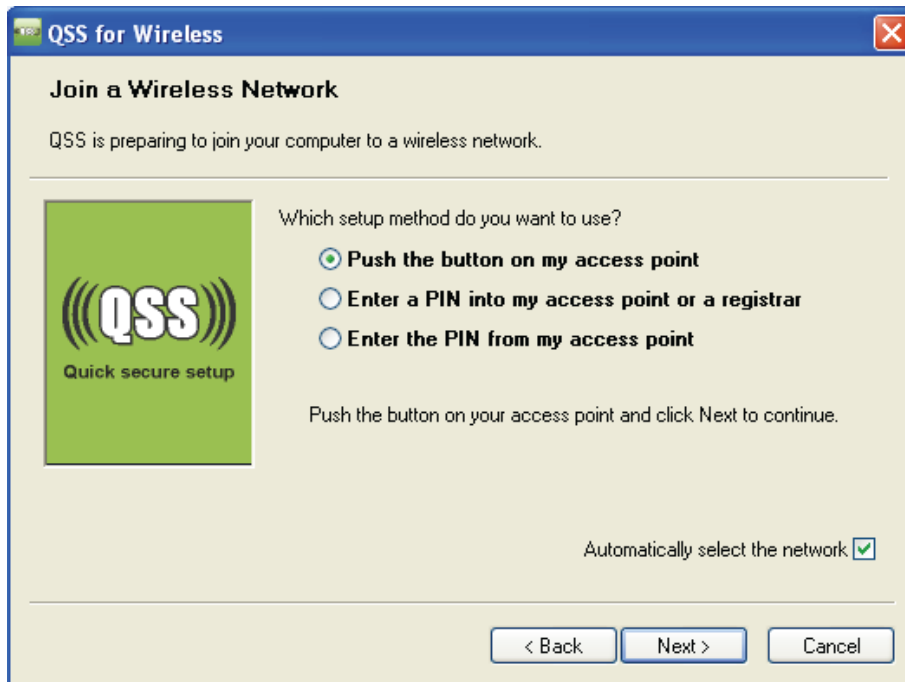 QSS for Wireless
Join a Wireless Network
QSS is preparing to join your computer to a wireless network.
Which setup method do you want to use?
Push the button on my access point
Enter a PIN into my access point or a registrar
Enter the PIN from my access point
(((QSS)))
Quick secure setup
Push the button on your access point and click Next to continue.
Automatically select the network
< Back
Next >
Cancel